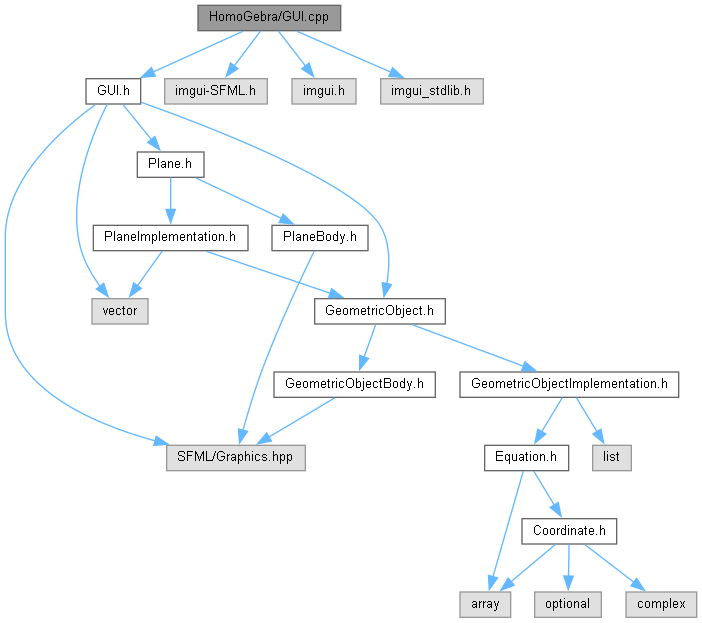 HomoGebra/GUI.cpp
GUI.h
imgui-SFML.h
imgui.h
imgui_stdlib.h
Plane.h
PlaneImplementation.h
PlaneBody.h
vector
GeometricObject.h
GeometricObjectBody.h
GeometricObjectImplementation.h
SFML/Graphics.hpp
Equation.h
list
Coordinate.h
array
optional
complex